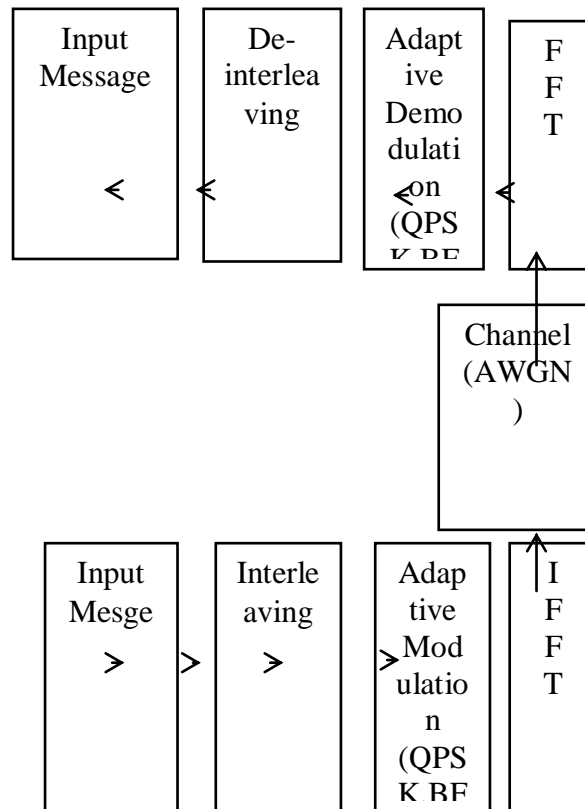 Input
Message
De-
interlea
ving
Adapt
ive
Demo
dulati
on
(QPS
F
F
T
Channel
(AWGN
)
Input
Mesge
Interle
aving
Adap
tive
Mod
ulatio
n
(QPS
I
F
F
T